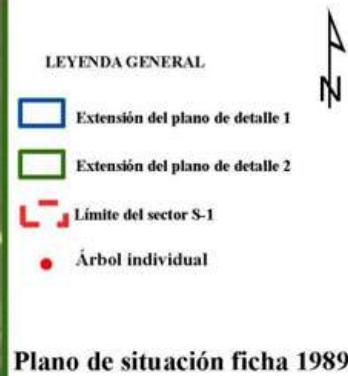 N
LEYENDA GENERAL
Extensión del plano de detalle 1
Extensión del plano de detalle 2
Límite del sector S-1
Árbol individual
Plano de situación ficha 1989